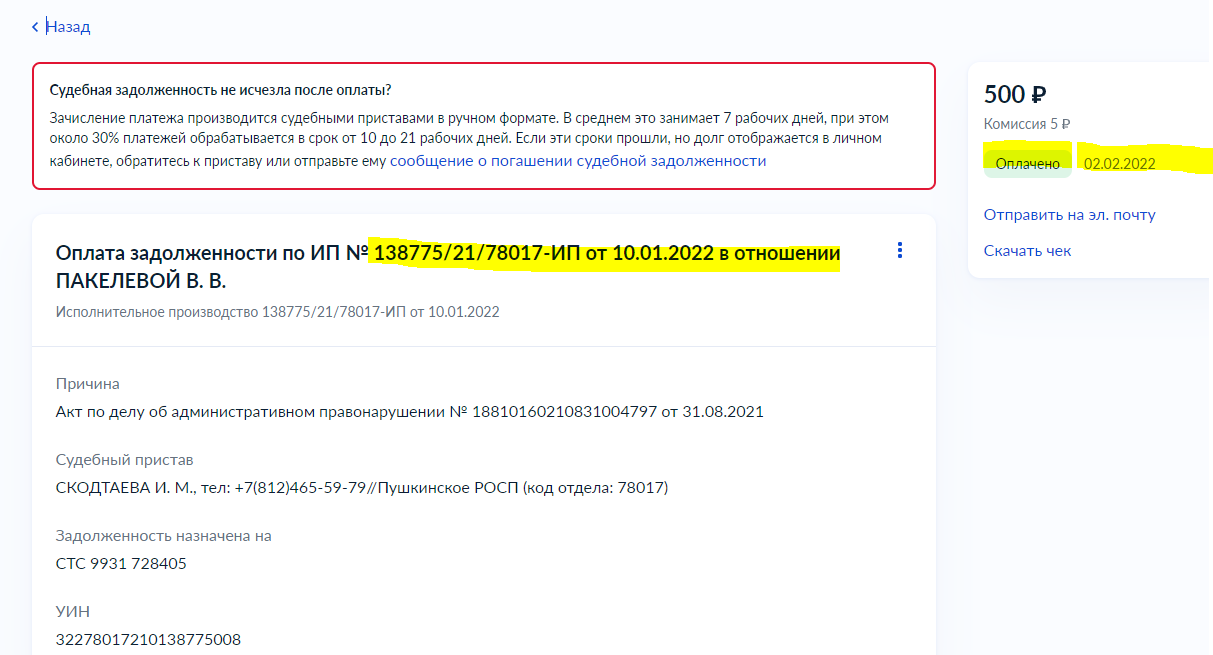 Назад
Судебная задолженность не исчезла после оплаты?
Зачисление платежа производится судебными приставами в ручном формате. В среднем это занимает 7 рабочих дней, при этом
около 30% платежей обрабатывается в срок от 10 до 21 рабочих дней. Если эти сроки прошли, но долг отображается в личном
кабинете, обратитесь к приставу или отправьте ему сообщение о погашении судебной задолженности
500 ₽
Комиссия 5 ₽
Оплачено 02.02.2022
Отправить на эл. почту
Скачать чек
Оплата задолженности по ИП № 138775/21/78017-ИП от 10.01.2022 в отношении
ПАКЕЛЕВОЙ В. В.
Исполнительное производство 138775/21/78017-ИП от 10.01.2022
Причина
Акт по делу об административном правонарушении № 18810160210831004797 от 31.08.2021
Судебный пристав
СКОДТАЕВА И. М., тел: +7(812)465-59-79//Пушкинское РОСП (код отдела: 78017)
Задолженность назначена на
СТС 9931 728405
УИН
32278017210138775008